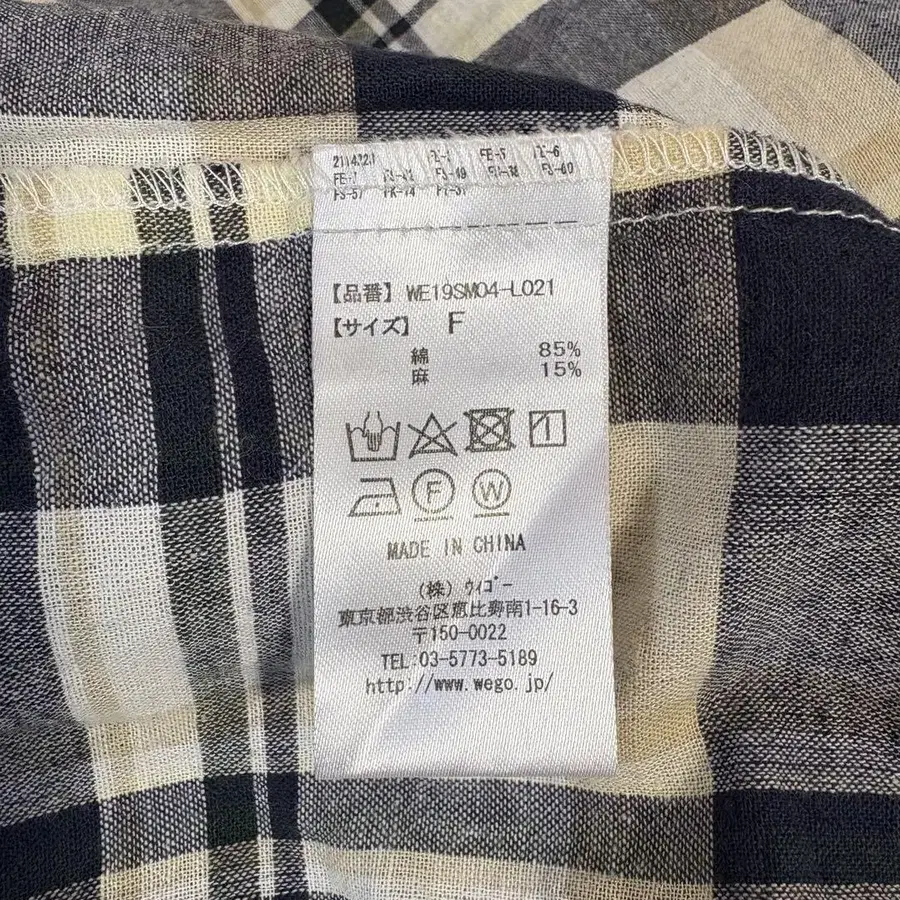 【品番】 WE19SM04-L021
【サイズ】 F
綿 85%
麻 15%
F W
MADE IN CHINA
(株) ウィゴー
東京都渋谷区恵比寿南1-16-3
〒150-0022
TEL:03-5773-5189
http://www.wego.jp/